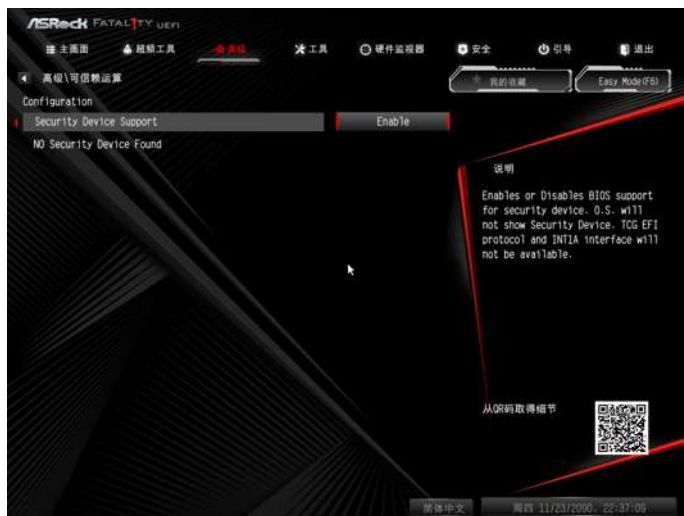 ASRock FATAL1TY UEFI
主画面 超频工具 高级 工具 硬件监视器 安全 引导 退出
高级\可信赖运算 我的收藏 Easy Mode(F6)
Configuration
Security Device Support Enable
NO Security Device Found
说明
Enables or Disables BIOS support
for security device. O.S. will
not show Security Device. TCG EFI
protocol and INT1A interface will
not be available.
从QR码取得细节
简体中文 周四 11/23/2090. 22:37:09